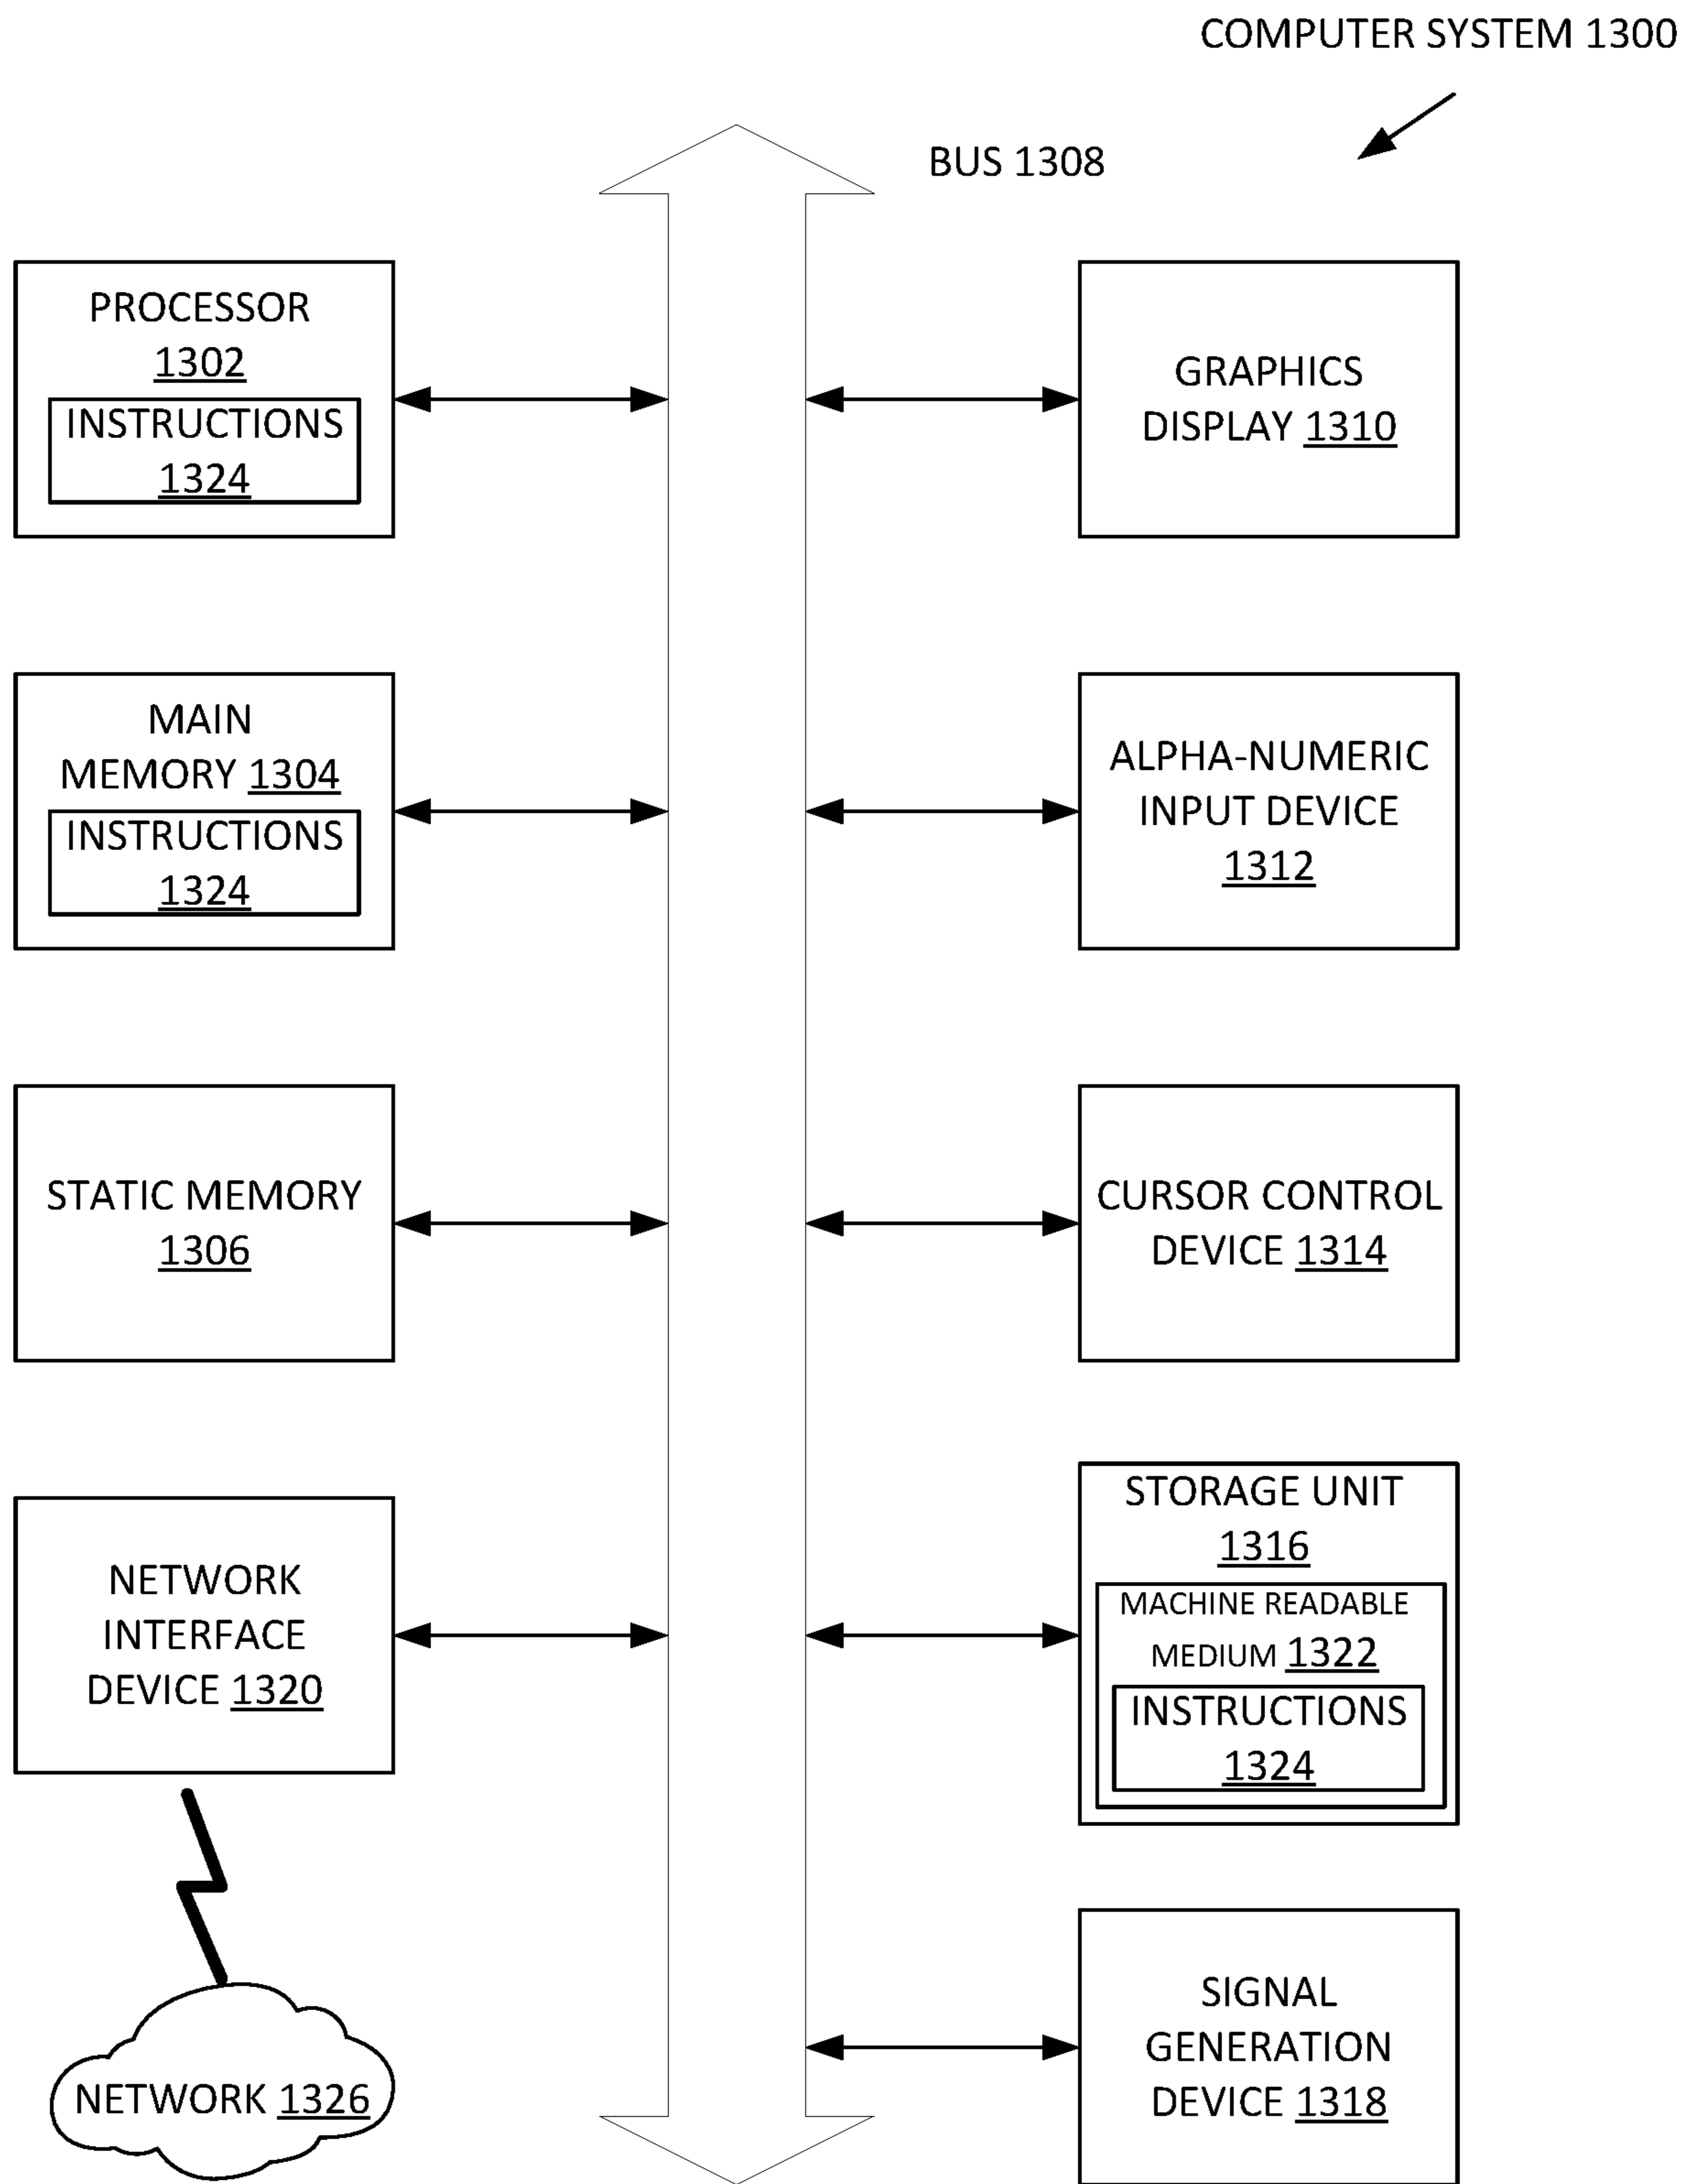 COMPUTER SYSTEM 1300
BUS 1308
PROCESSOR
1302
INSTRUCTIONS
1324
GRAPHICS
DISPLAY 1310
MAIN
MEMORY 1304
INSTRUCTIONS
1324
ALPHA-NUMERIC
INPUT DEVICE
1312
STATIC MEMORY
1306
CURSOR CONTROL
DEVICE 1314
NETWORK
INTERFACE
DEVICE 1320
STORAGE UNIT
1316
MACHINE READABLE
MEDIUM 1322
INSTRUCTIONS
1324
NETWORK 1326
SIGNAL
GENERATION
DEVICE 1318